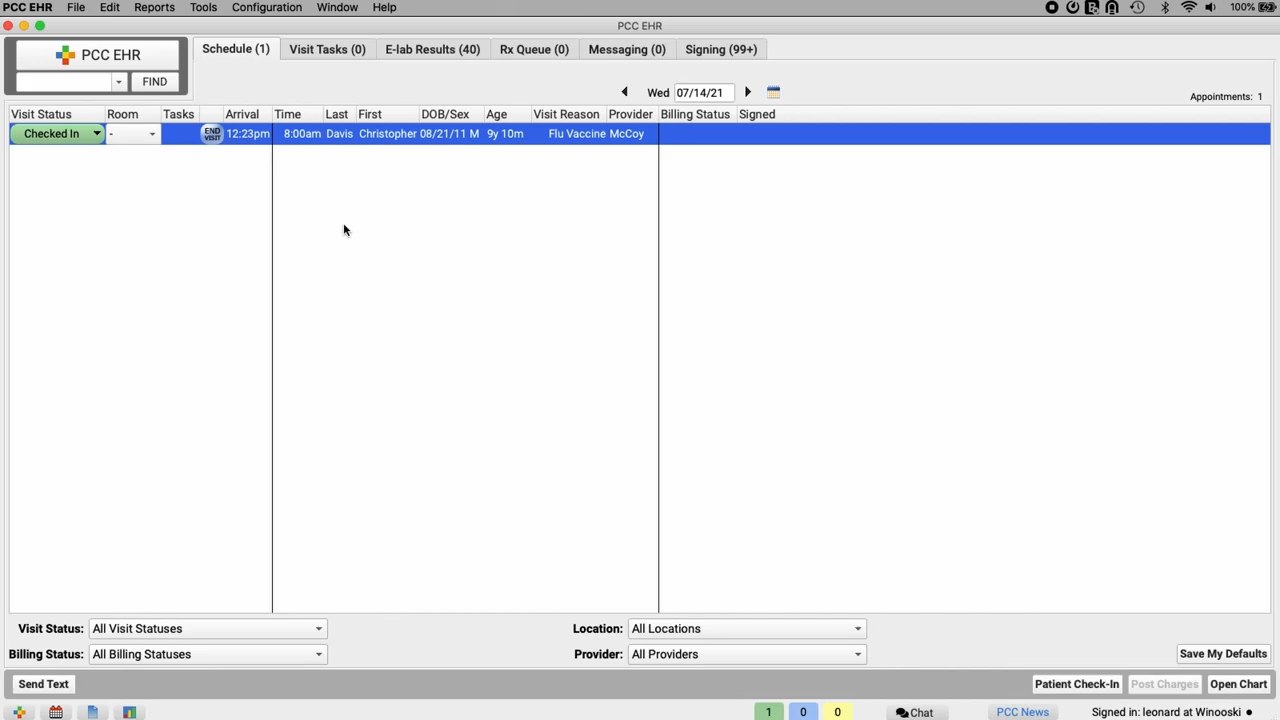 PCC EHR File Edit Reports Tools Configuration Window Help 100%
PCC EHR
PCC EHR
FIND
Schedule (1) Visit Tasks (0) E-lab Results (40) Rx Queue (0) Messaging (0) Signing (99+)
Wed 07/14/21
Appointments: 1
Visit Status Room Tasks Arrival Time Last First DOB/Sex Age Visit Reason Provider Billing Status Signed
Checked In - END VISIT 12:23pm 8:00am Davis Christopher 08/21/11 M 9y 10m Flu Vaccine McCoy
Visit Status: All Visit Statuses Location: All Locations
Billing Status: All Billing Statuses Provider: All Providers Save My Defaults
Send Text Patient Check-In Post Charges Open Chart
1 0 0 Chat PCC News Signed in: leonard at Winooski